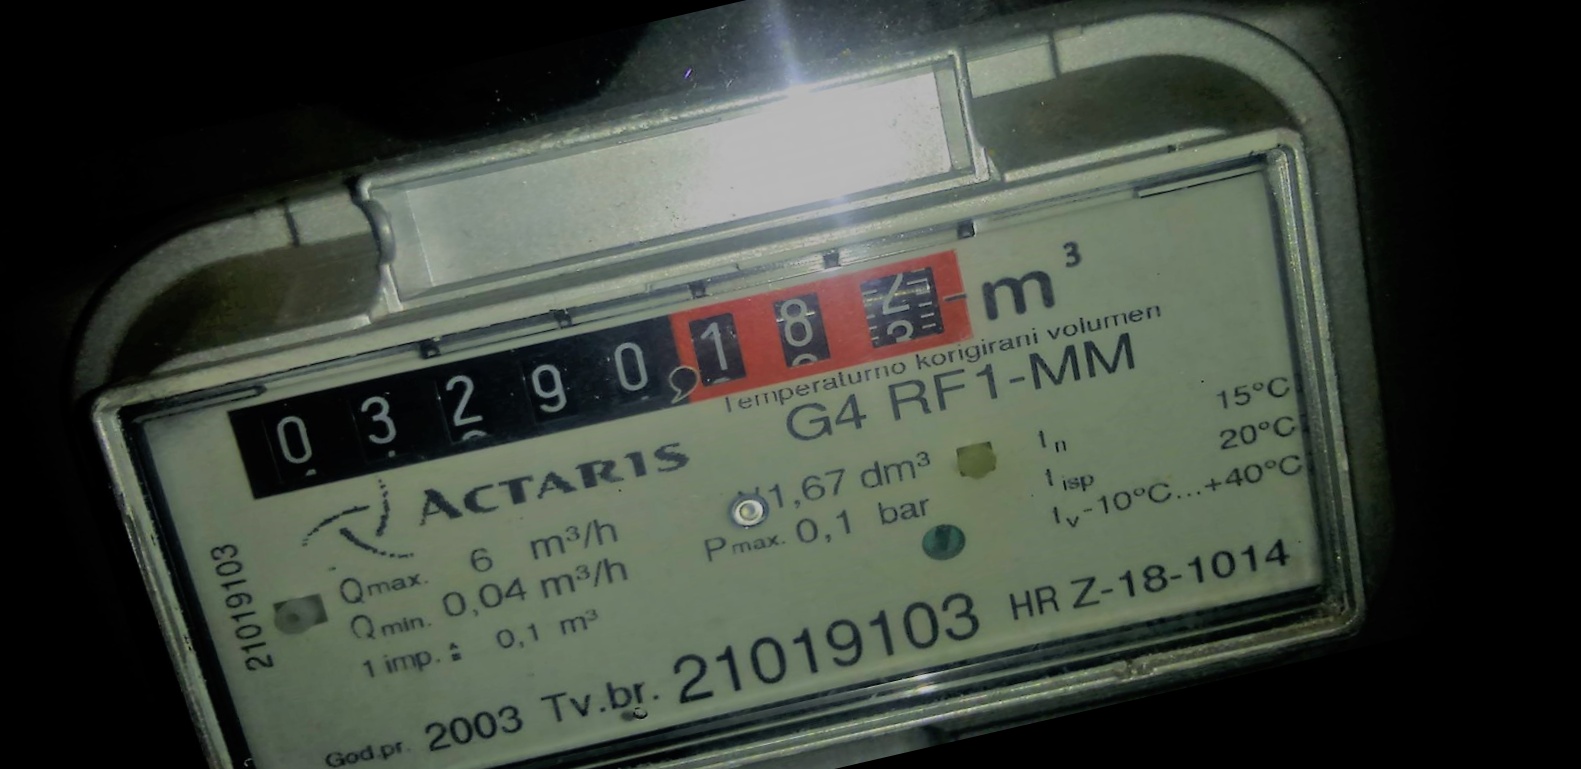 03290,182 m³
Temperaturno korigirani volumen
ACTARIS G4 RF1-MM
Qmax. 6 m³/h
Qmin. 0,04 m³/h
1 imp. ≙ 0,1 m³
1,67 dm³
Pmax. 0,1 bar
tn 15°C
tisp 20°C
tv -10°C...+40°C
21019103
God.pr. 2003 Tv.br. 21019103 HR Z-18-1014